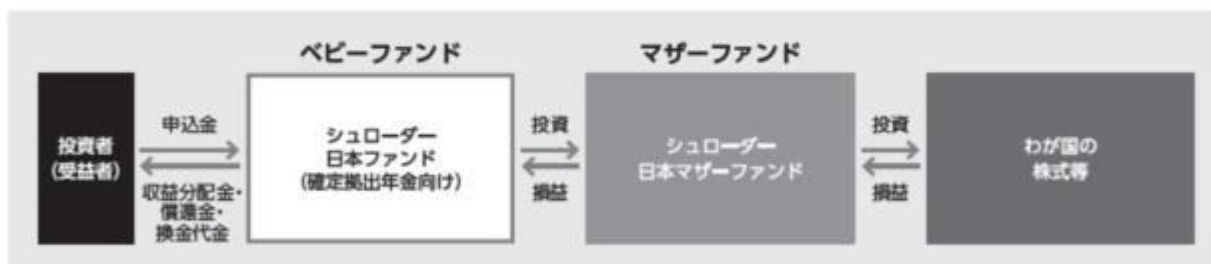 ベビーファンド
マザーファンド
投資者
(受益者)
申込金
収益分配金・
償還金・
換金代金
シュローダー
日本ファンド
(確定拠出年金向け)
投資
損益
シュローダー
日本マザーファンド
投資
損益
わが国の
株式等